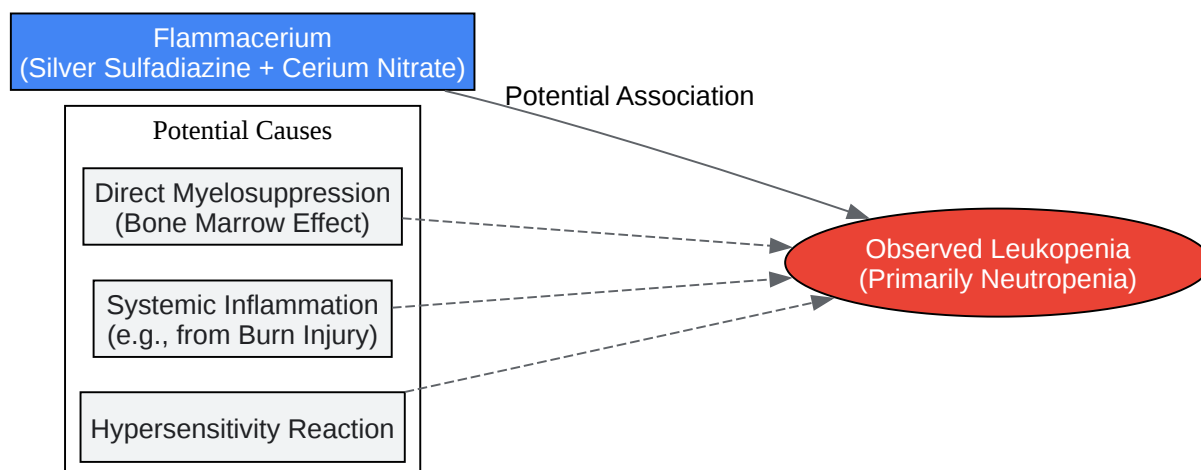 Flammacerium
(Silver Sulfadiazine + Cerium Nitrate)
Potential Association
Potential Causes
Direct Myelosuppression
(Bone Marrow Effect)
Observed Leukopenia
(Primarily Neutropenia)
Systemic Inflammation
(e.g., from Burn Injury)
Hypersensitivity Reaction